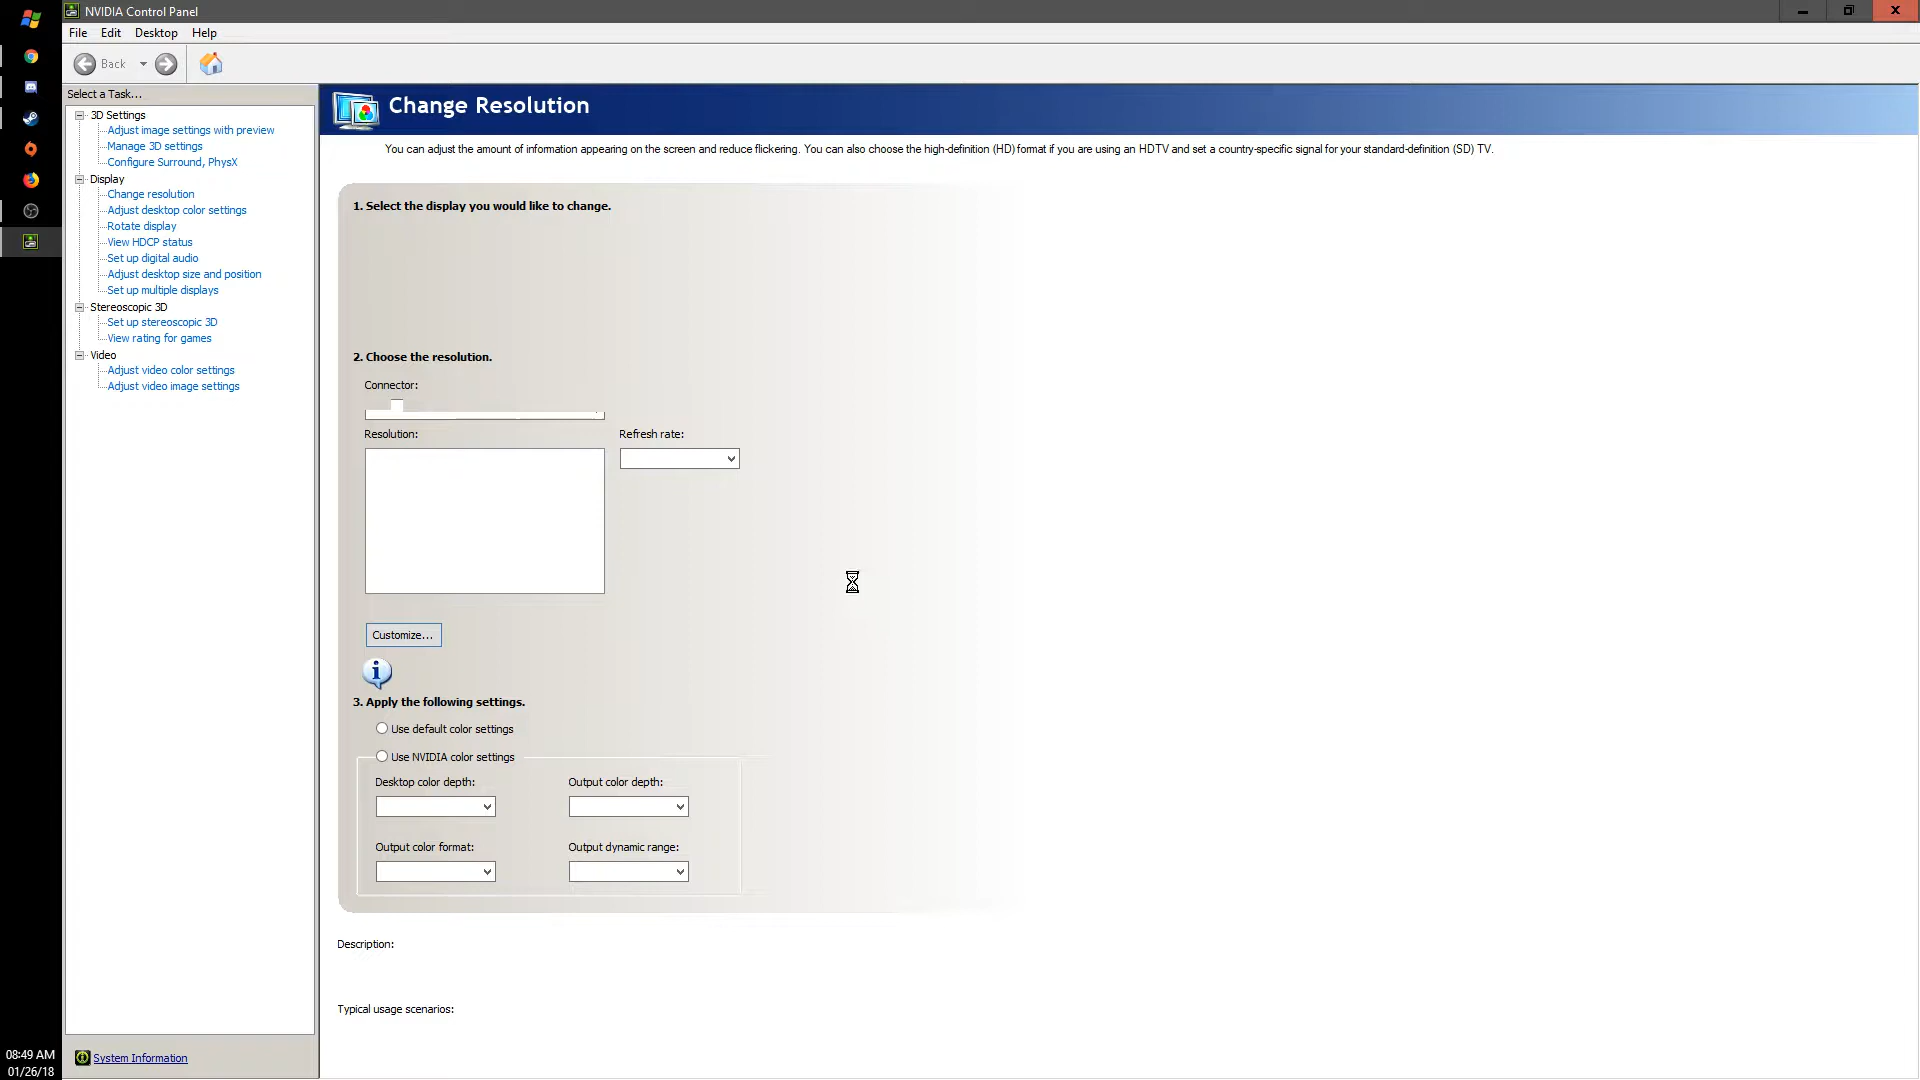 NVIDIA Control Panel
File Edit Desktop Help
Back
Select a Task...
3D Settings
Adjust image settings with preview
Manage 3D settings
Configure Surround, PhysX
Display
Change resolution
Adjust desktop color settings
Rotate display
View HDCP status
Set up digital audio
Adjust desktop size and position
Set up multiple displays
Stereoscopic 3D
Set up stereoscopic 3D
View rating for games
Video
Adjust video color settings
Adjust video image settings
System Information
08:49 AM
01/26/18
Change Resolution
You can adjust the amount of information appearing on the screen and reduce flickering. You can also choose the high-definition (HD) format if you are using an HDTV and set a country-specific signal for your standard-definition (SD) TV.
1. Select the display you would like to change.
2. Choose the resolution.
Connector:
Resolution: Refresh rate:
Customize...
3. Apply the following settings.
Use default color settings
Use NVIDIA color settings
Desktop color depth: Output color depth:
Output color format: Output dynamic range:
Description:
Typical usage scenarios: